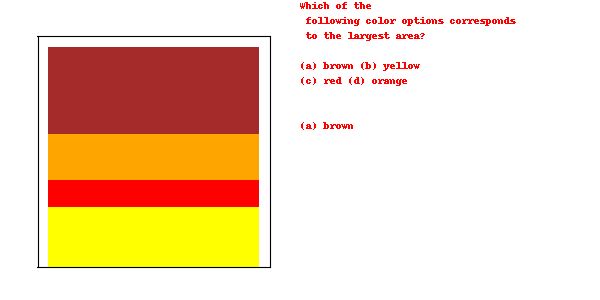 Which of the
following color options corresponds
to the largest area?
(a) brown (b) yellow
(c) red (d) orange
(a) brown